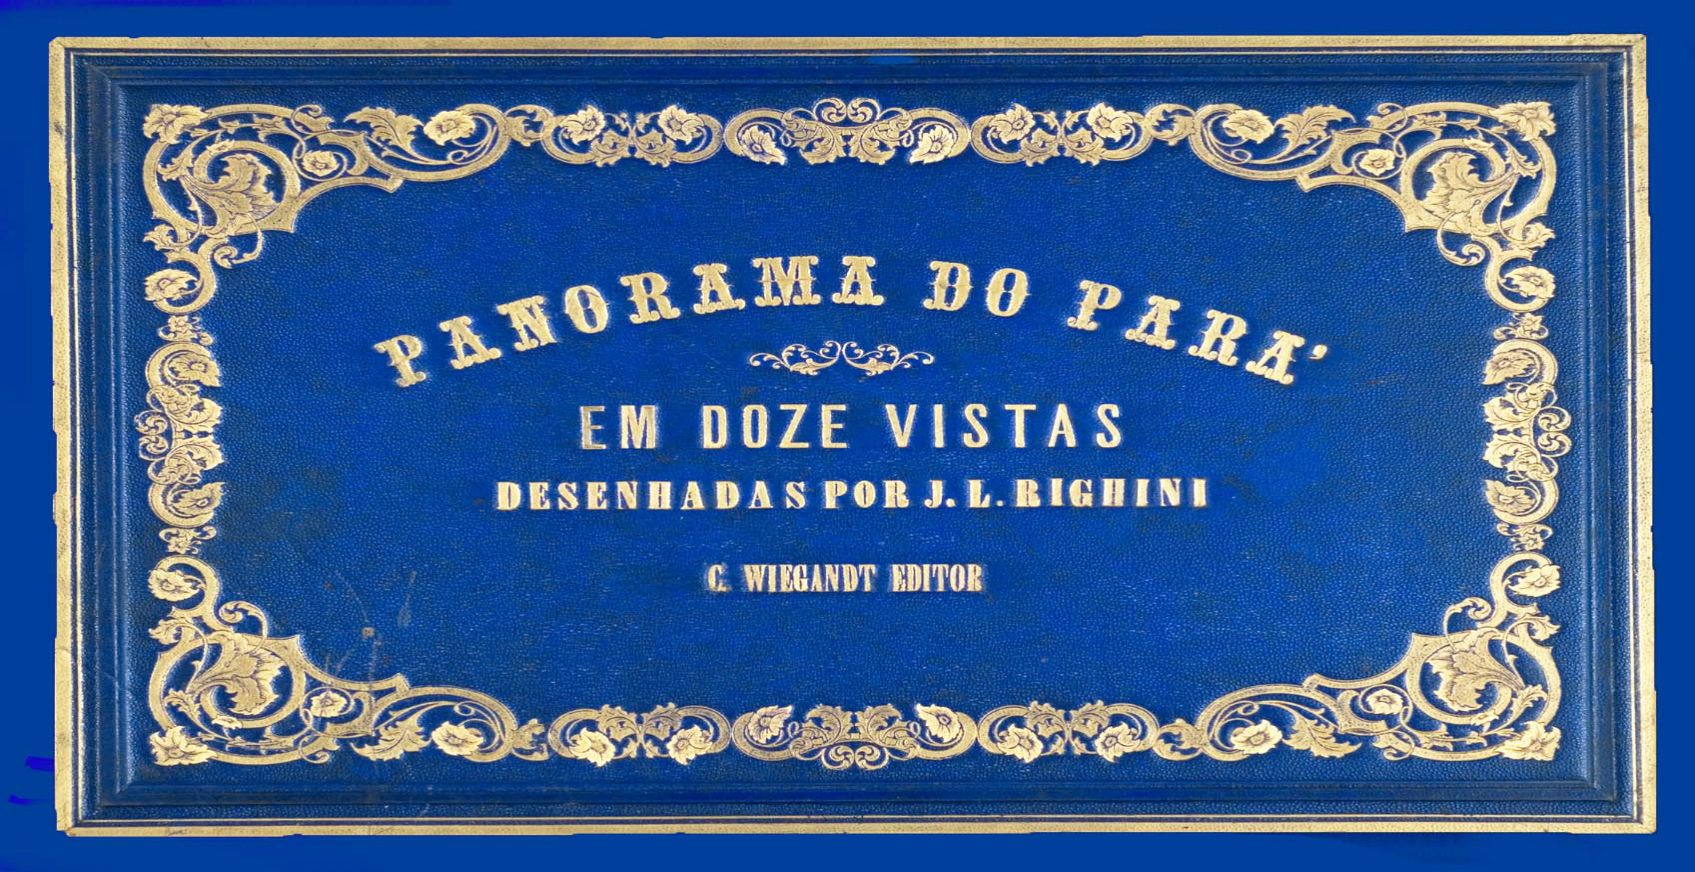 PANORAMA DO PARA'
EM DOZE VISTAS
DESENHADAS POR J. L. RIGHINI
C. WIEGANDT EDITOR